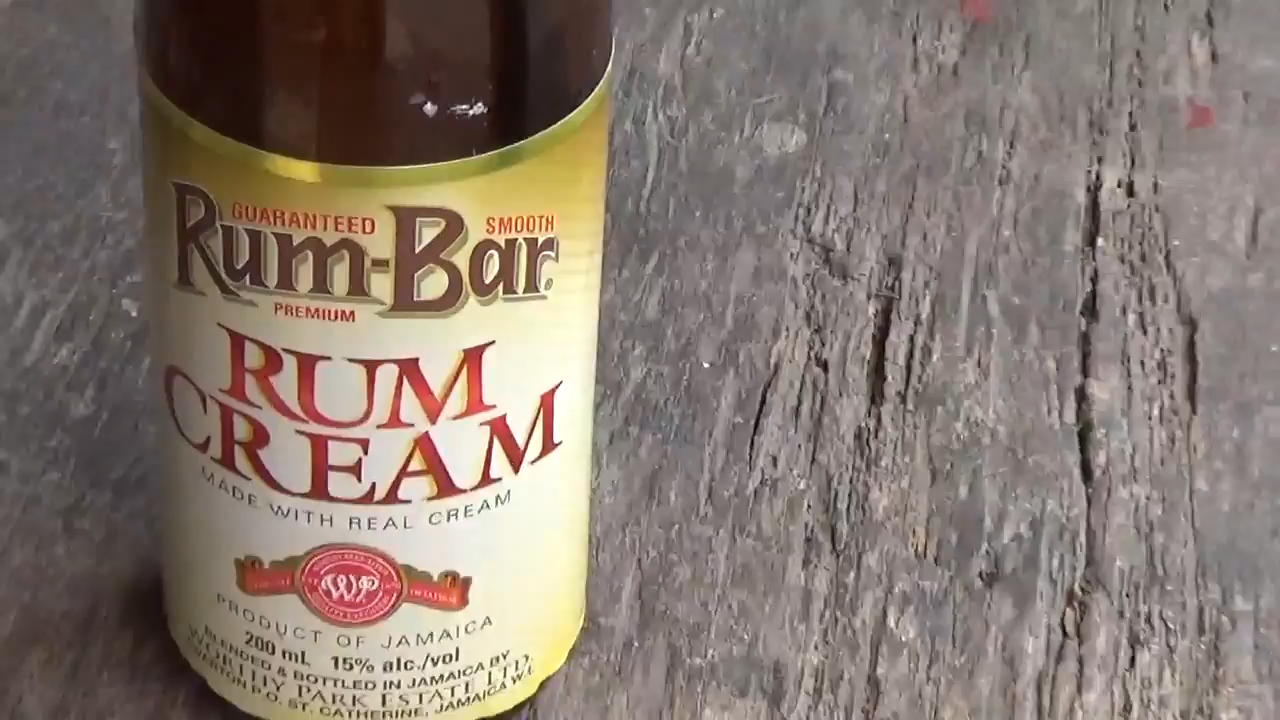 GUARANTEED SMOOTH
Rum-Bar
PREMIUM
RUM
CREAM
MADE WITH REAL CREAM
WP
PRODUCT OF JAMAICA
200 mL 15% alc./vol
BLENDED & BOTTLED IN JAMAICA BY
WORTHY PARK ESTATE LTD.
P.O. ST. CATHERINE, JAMAICA W.I.